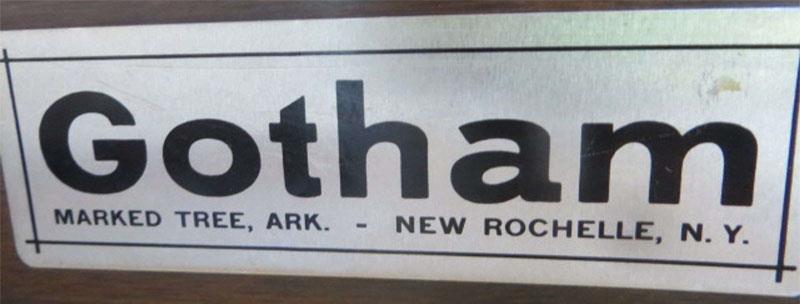 Gotham
MARKED TREE, ARK. - NEW ROCHELLE, N. Y.